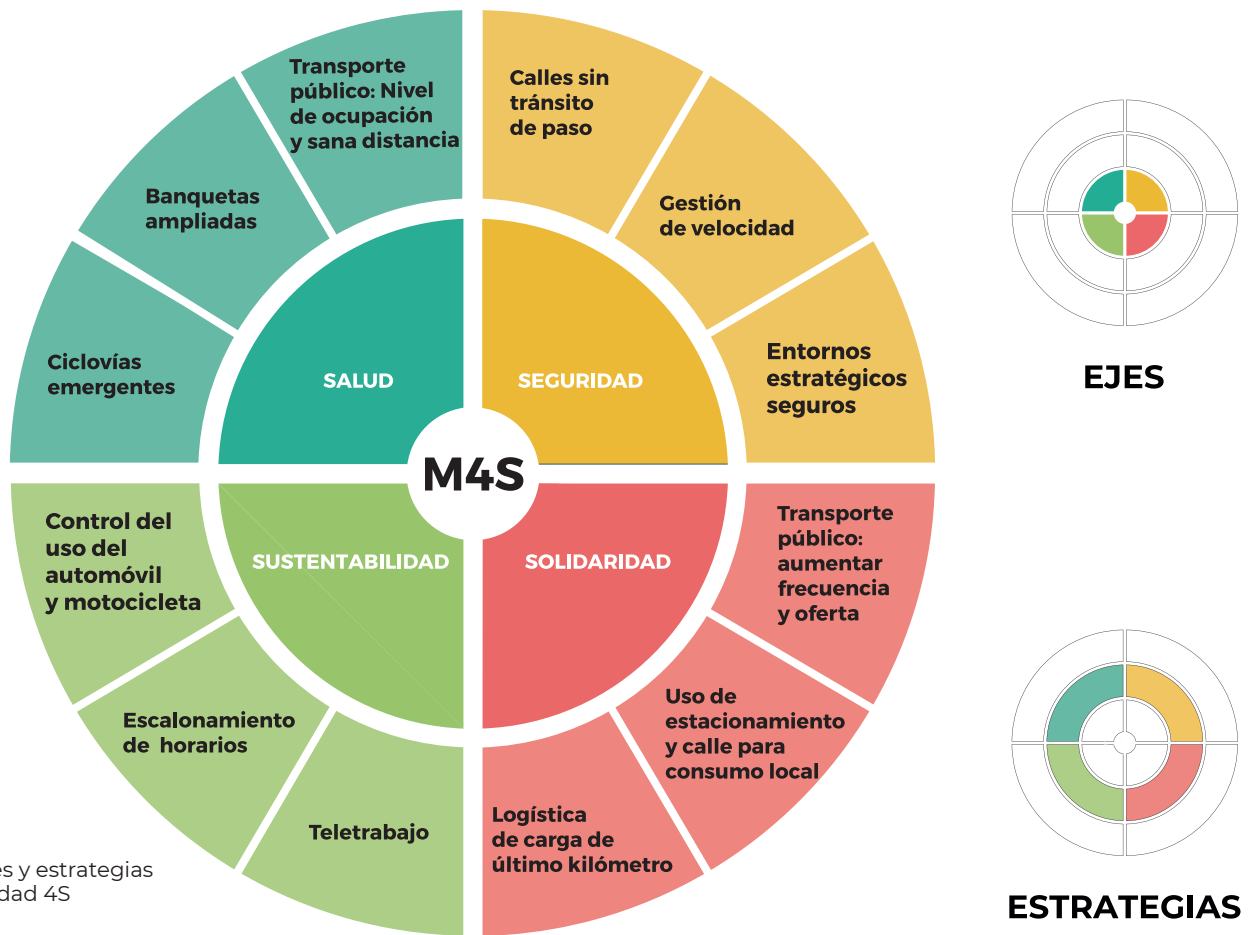 Transporte
público: Nivel
de ocupación
y sana distancia
Calles sin
tránsito
de paso
Banquetas
ampliadas
Gestión
de velocidad
Ciclovías
emergentes
Entornos
estratégicos
seguros
SALUD
SEGURIDAD
EJES
M4S
SUSTENTABILIDAD
SOLIDARIDAD
Control del
uso del
automóvil
y motocicleta
Transporte
público:
aumentar
frecuencia
y oferta
Escalonamiento
de horarios
Uso de
estacionamiento
y calle para
consumo local
Teletrabajo
Logística
de carga de
último kilómetro
es y estrategias
dad 4S
ESTRATEGIAS